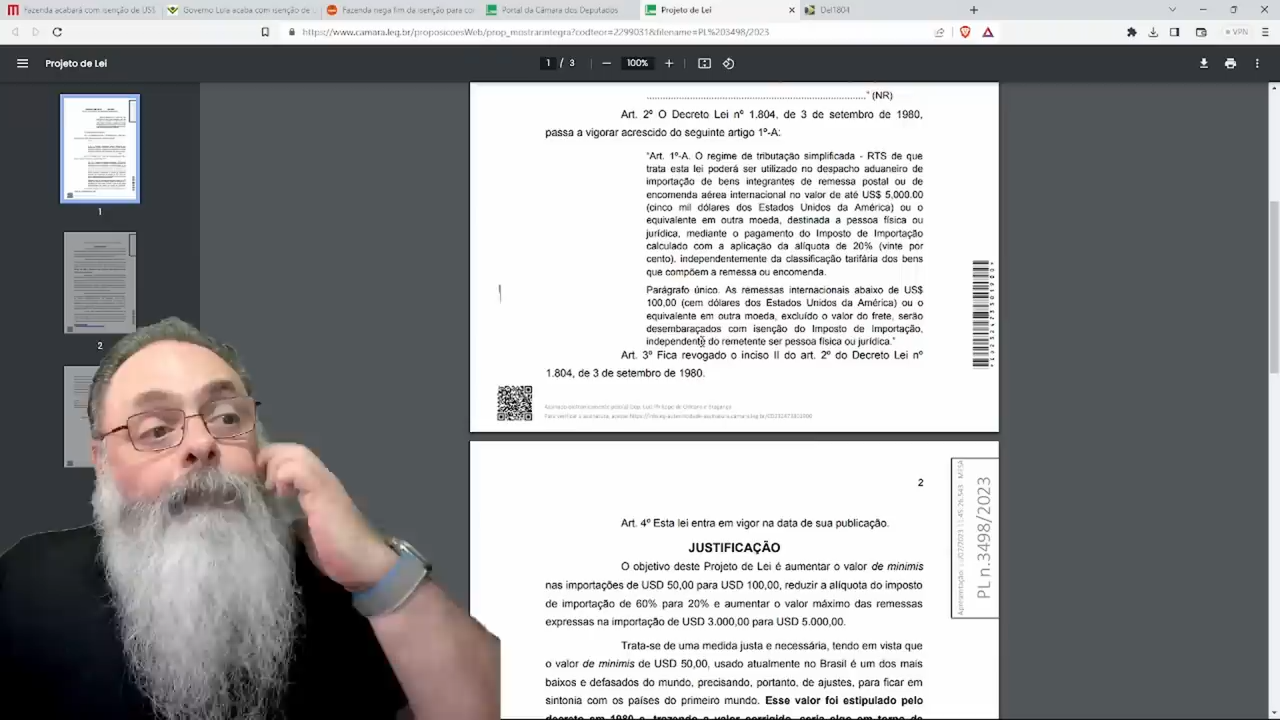 Fazenda acabará com isenção de US$
Governo Lula acaba com isenção de
Fazenda nega fim da isenção para co
Portal da Câmara dos Deputados
Projeto de Lei
Del1804
https://www.camara.leg.br/proposicoesWeb/prop_mostrarintegra?codteor=2299031&filename=PL%203498/2023
VPN
Projeto de Lei
1 / 3
100%
1
2
" (NR)
Art. 2º O Decreto Lei nº 1.804, de 3 de setembro de 1980,
passa a vigorar acrescido do seguinte artigo 1º-A:
"Art. 1º-A. O regime de tributação simplificada - RTS de que
trata esta lei poderá ser utilizado no despacho aduaneiro de
importação de bens integrantes de remessa postal ou de
encomenda aérea internacional no valor de até US$ 5,000.00
(cinco mil dólares dos Estados Unidos da América) ou o
equivalente em outra moeda, destinada a pessoa física ou
jurídica, mediante o pagamento do Imposto de Importação
calculado com a aplicação da alíquota de 20% (vinte por
cento), independentemente da classificação tarifária dos bens
que compõem a remessa ou encomenda.
Parágrafo único. As remessas internacionais abaixo de US$
100,00 (cem dólares dos Estados Unidos da América) ou o
equivalente em outra moeda, excluído o valor do frete, serão
desembaraçados com isenção do Imposto de Importação,
independente do remetente ser pessoa física ou jurídica."
Art. 3º Fica revogado o inciso II do art. 2º do Decreto Lei nº
1.804, de 3 de setembro de 1980.
2
Apresentação: MESA
PL n.3498/2023
Art. 4º Esta lei entra em vigor na data de sua publicação.
JUSTIFICAÇÃO
O objetivo deste Projeto de Lei é aumentar o valor de minimis
nas importações de USD 50,00 para USD 100,00, reduzir a alíquota do imposto
de importação de 60% para 20% e aumentar o valor máximo das remessas
expressas na importação de USD 3.000,00 para USD 5.000,00.
Trata-se de uma medida justa e necessária, tendo em vista que
o valor de minimis de USD 50,00, usado atualmente no Brasil é um dos mais
baixos e defasados do mundo, precisando, portanto, de ajustes, para ficar em
sintonia com os países do primeiro mundo. Esse valor foi estipulado pelo
decreto em 1980 e, trazendo a valor corrigido, seria algo em torno de